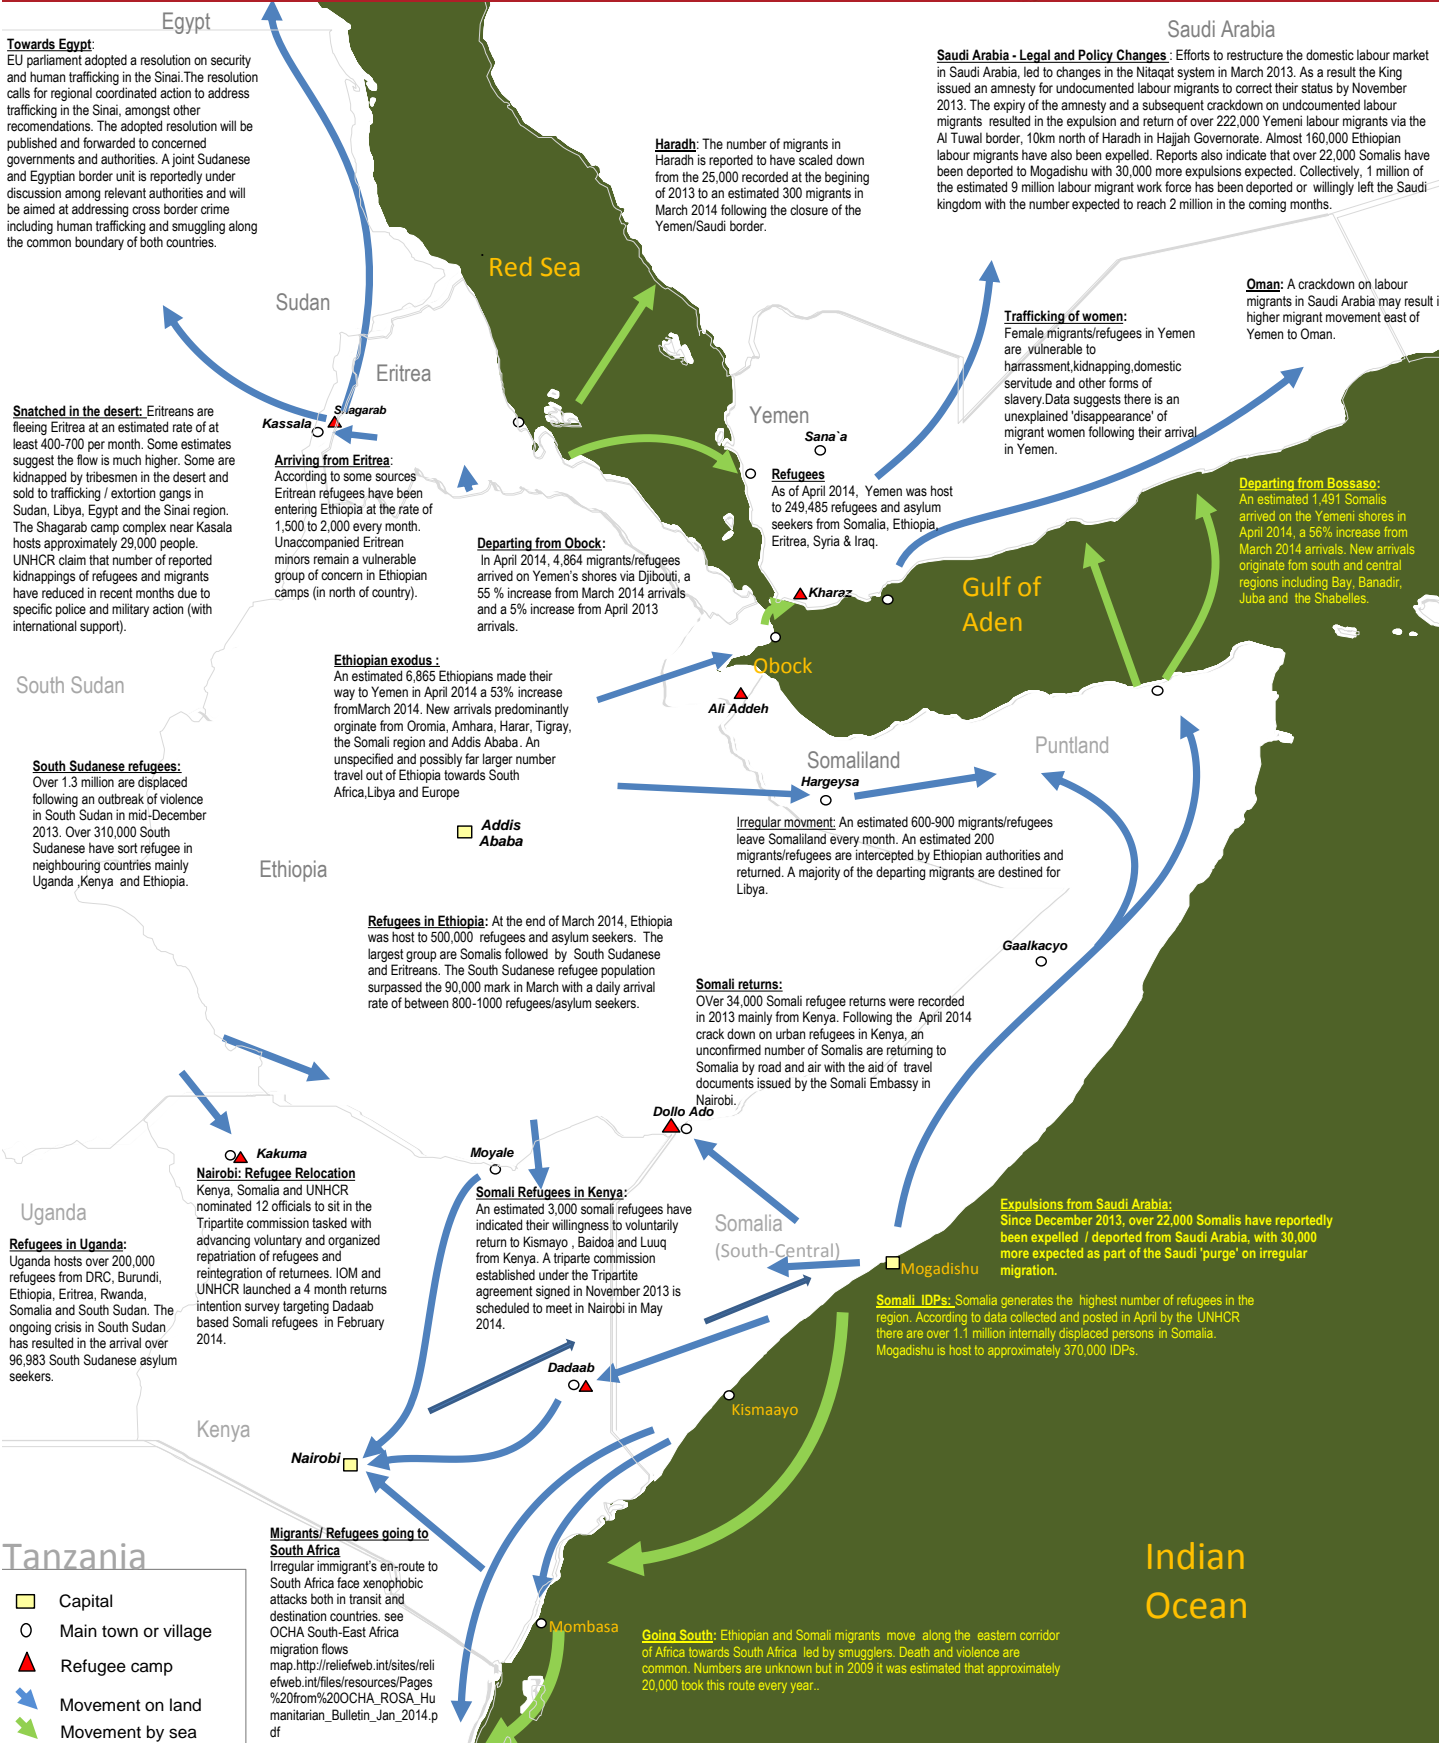 Egypt
Saudi Arabia
Towards Egypt:
EU parliament adopted a resolution on security
and human trafficking in the Sinai.The resolution
calls for regional coordinated action to address
trafficking in the Sinai, amongst other
recomendations. The adopted resolution will be
published and forwarded to concerned
governments and authorities. A joint Sudanese
and Egyptian border unit is reportedly under
discussion among relevant authorities and will
be aimed at addressing cross border crime
including human trafficking and smuggling along
the common boundary of both countries.
Saudi Arabia - Legal and Policy Changes : Efforts to restructure the domestic labour market
in Saudi Arabia, led to changes in the Nitaqat system in March 2013. As a result the King
issued an amnesty for undocumented labour migrants to correct their status by November
2013. The expiry of the amnesty and a subsequent crackdown on undcoumented labour
migrants resulted in the expulsion and return of over 222,000 Yemeni labour migrants via the
Al Tuwal border, 10km north of Haradh in Hajjah Governorate. Almost 160,000 Ethiopian
labour migrants have also been expelled. Reports also indicate that over 22,000 Somalis have
been deported to Mogadishu with 30,000 more expulsions expected. Collectively, 1 million of
the estimated 9 million labour migrant work force has been deported or willingly left the Saudi
kingdom with the number expected to reach 2 million in the coming months.
Haradh: The number of migrants in
Haradh is reported to have scaled down
from the 25,000 recorded at the begining
of 2013 to an estimated 300 migrants in
March 2014 following the closure of the
Yemen/Saudi border.
Red Sea
Sudan
Eritrea
Oman: A crackdown on labour
migrants in Saudi Arabia may result i
higher migrant movement east of
Yemen to Oman.
Trafficking of women:
Female migrants/refugees in Yemen
are vulnerable to
harrassment,kidnapping,domestic
servitude and other forms of
slavery.Data suggests there is an
unexplained 'disappearance' of
migrant women following their arrival
in Yemen.
Snatched in the desert: Eritreans are
fleeing Eritrea at an estimated rate of at
least 400-700 per month. Some estimates
suggest the flow is much higher. Some are
kidnapped by tribesmen in the desert and
sold to trafficking / extortion gangs in
Sudan, Libya, Egypt and the Sinai region.
The Shagarab camp complex near Kasala
hosts approximately 29,000 people.
UNHCR claim that number of reported
kidnappings of refugees and migrants
have reduced in recent months due to
specific police and military action (with
international support).
Shagarab
Kassala
Yemen
Sana`a
Arriving from Eritrea:
According to some sources
Eritrean refugees have been
entering Ethiopia at the rate of
1,500 to 2,000 every month.
Unaccompanied Eritrean
minors remain a vulnerable
group of concern in Ethiopian
camps (in north of country).
Refugees
As of April 2014, Yemen was host
to 249,485 refugees and asylum
seekers from Somalia, Ethiopia,
Eritrea, Syria & Iraq.
Departing from Bossaso:
An estimated 1,491 Somalis
arrived on the Yemeni shores in
April 2014, a 56% increase from
March 2014 arrivals. New arrivals
originate fom south and central
regions including Bay, Banadir,
Juba and the Shabelles.
Departing from Obock:
In April 2014, 4,864 migrants/refugees
arrived on Yemen's shores via Djibouti, a
55 % increase from March 2014 arrivals
and a 5% increase from April 2013
arrivals.
Kharaz
Gulf of
Aden
Obock
Ali Addeh
Ethiopian exodus :
An estimated 6,865 Ethiopians made their
way to Yemen in April 2014 a 53% increase
fromMarch 2014. New arrivals predominantly
orginate from Oromia, Amhara, Harar, Tigray,
the Somali region and Addis Ababa. An
unspecified and possibly far larger number
travel out of Ethiopia towards South
Africa,Libya and Europe
South Sudan
Puntland
Somaliland
Hargeysa
South Sudanese refugees:
Over 1.3 million are displaced
following an outbreak of violence
in South Sudan in mid-December
2013. Over 310,000 South
Sudanese have sort refugee in
neighbouring countries mainly
Uganda ,Kenya and Ethiopia.
Addis
Ababa
Irregular movment: An estimated 600-900 migrants/refugees
leave Somaliland every month. An estimated 200
migrants/refugees are intercepted by Ethiopian authorities and
returned. A majority of the departing migrants are destined for
Libya.
Ethiopia
Refugees in Ethiopia: At the end of March 2014, Ethiopia
was host to 500,000 refugees and asylum seekers. The
largest group are Somalis followed by South Sudanese
and Eritreans. The South Sudanese refugee population
surpassed the 90,000 mark in March with a daily arrival
rate of between 800-1000 refugees/asylum seekers.
Gaalkacyo
Somali returns:
OVer 34,000 Somali refugee returns were recorded
in 2013 mainly from Kenya. Following the April 2014
crack down on urban refugees in Kenya, an
unconfirmed number of Somalis are returning to
Somalia by road and air with the aid of travel
documents issued by the Somali Embassy in
Nairobi.
Dollo Ado
Kakuma
Moyale
Nairobi: Refugee Relocation
Kenya, Somalia and UNHCR
nominated 12 officials to sit in the
Tripartite commission tasked with
advancing voluntary and organized
repatriation of refugees and
reintegration of returnees. IOM and
UNHCR launched a 4 month returns
intention survey targeting Dadaab
based Somali refugees in February
2014.
Somali Refugees in Kenya:
An estimated 3,000 somali refugees have
indicated their willingness to voluntarily
return to Kismayo , Baidoa and Luuq
from Kenya. A triparte commission
established under the Tripartite
agreement signed in November 2013 is
scheduled to meet in Nairobi in May
2014.
Uganda
Refugees in Uganda:
Uganda hosts over 200,000
refugees from DRC, Burundi,
Ethiopia, Eritrea, Rwanda,
Somalia and South Sudan. The
ongoing crisis in South Sudan
has resulted in the arrival over
96,983 South Sudanese asylum
seekers.
Somalia
(South-Central)
Mogadishu
Expulsions from Saudi Arabia:
Since December 2013, over 22,000 Somalis have reportedly
been expelled / deported from Saudi Arabia, with 30,000
more expected as part of the Saudi 'purge' on irregular
migration.
Somali IDPs: Somalia generates the highest number of refugees in the
region. According to data collected and posted in April by the UNHCR
there are over 1.1 million internally displaced persons in Somalia.
Mogadishu is host to approximately 370,000 IDPs.
Dadaab
Kismaayo
Kenya
Nairobi
Migrants/ Refugees going to
South Africa
Irregular immigrant's en-route to
South Africa face xenophobic
attacks both in transit and
destination countries. see
OCHA South-East Africa
migration flows
map.http://reliefweb.int/sites/reli
efweb.int/files/resources/Pages
%20from%20OCHA_ROSA_Hu
manitarian_Bulletin_Jan_2014.p
df
Tanzania
Capital
Main town or village
Refugee camp
Movement on land
Movement by sea
Mombasa
Indian
Ocean
Going South: Ethiopian and Somali migrants move along the eastern corridor
of Africa towards South Africa led by smugglers. Death and violence are
common. Numbers are unknown but in 2009 it was estimated that approximately
20,000 took this route every year..